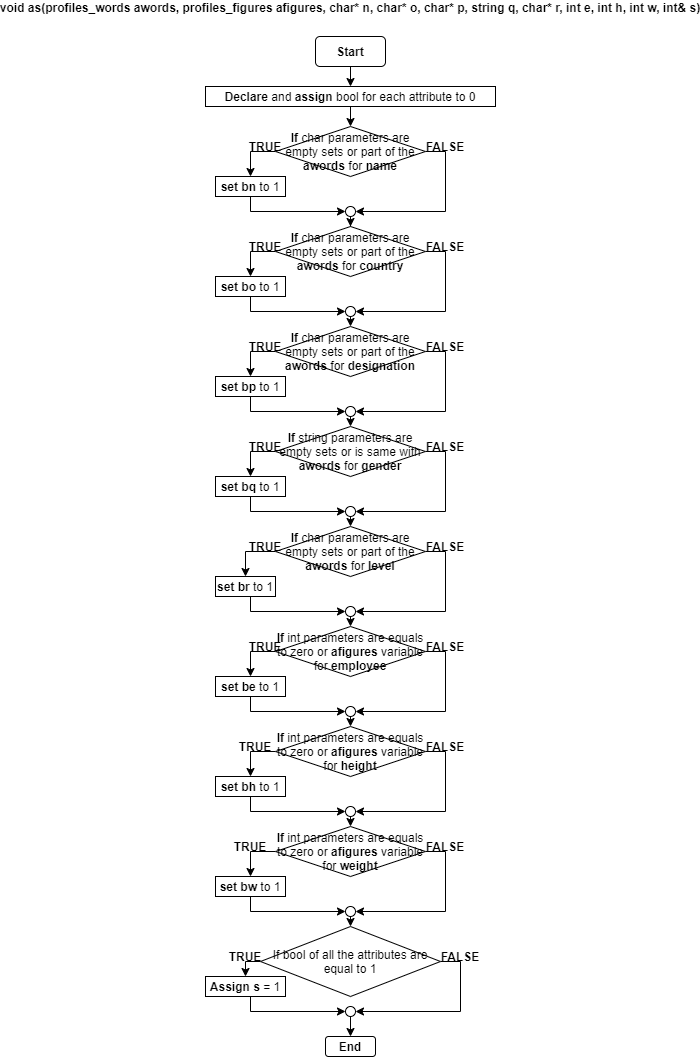 void as(profiles_words awords, profiles_figures afigures, char* n, char* o, char* p, string q, char* r, int e, int h, int w, int& s)
Start
Declare and assign bool for each attribute to 0
If char parameters are
empty sets or part of the
awords for name
TRUE
FALSE
set bn to 1
If char parameters are
empty sets or part of the
awords for country
TRUE
FALSE
set bo to 1
If char parameters are
empty sets or part of the
awords for designation
TRUE
FALSE
set bp to 1
If string parameters are
empty sets or is same with
awords for gender
TRUE
FALSE
set bq to 1
If char parameters are
empty sets or part of the
awords for level
TRUE
FALSE
set br to 1
If int parameters are equals
to zero or afigures variable
for employee
TRUE
FALSE
set be to 1
If int parameters are equals
to zero or afigures variable
for height
TRUE
FALSE
set bh to 1
If int parameters are equals
to zero or afigures variable
for weight
TRUE
FALSE
set bw to 1
If bool of all the attributes are
equal to 1
TRUE
FALSE
Assign s = 1
End